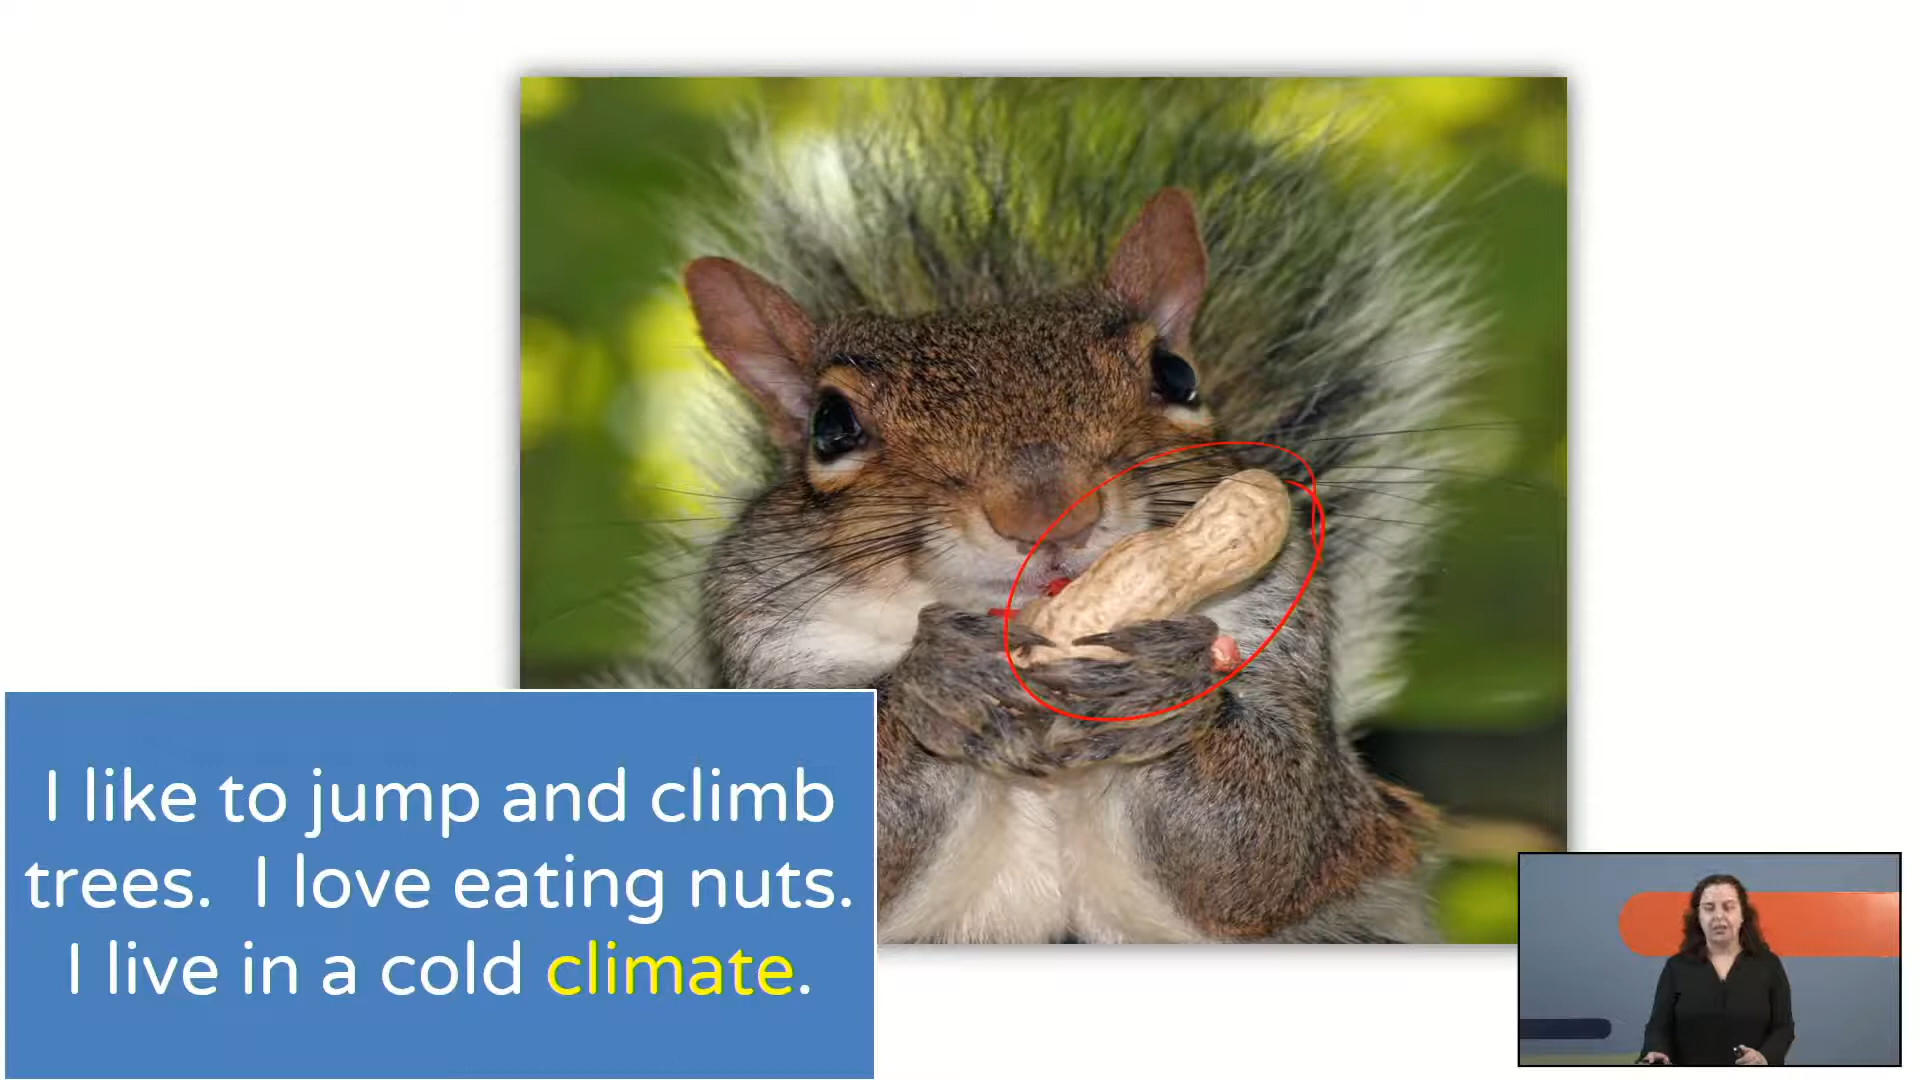 I like to jump and climb
trees. I love eating nuts.
I live in a cold climate.